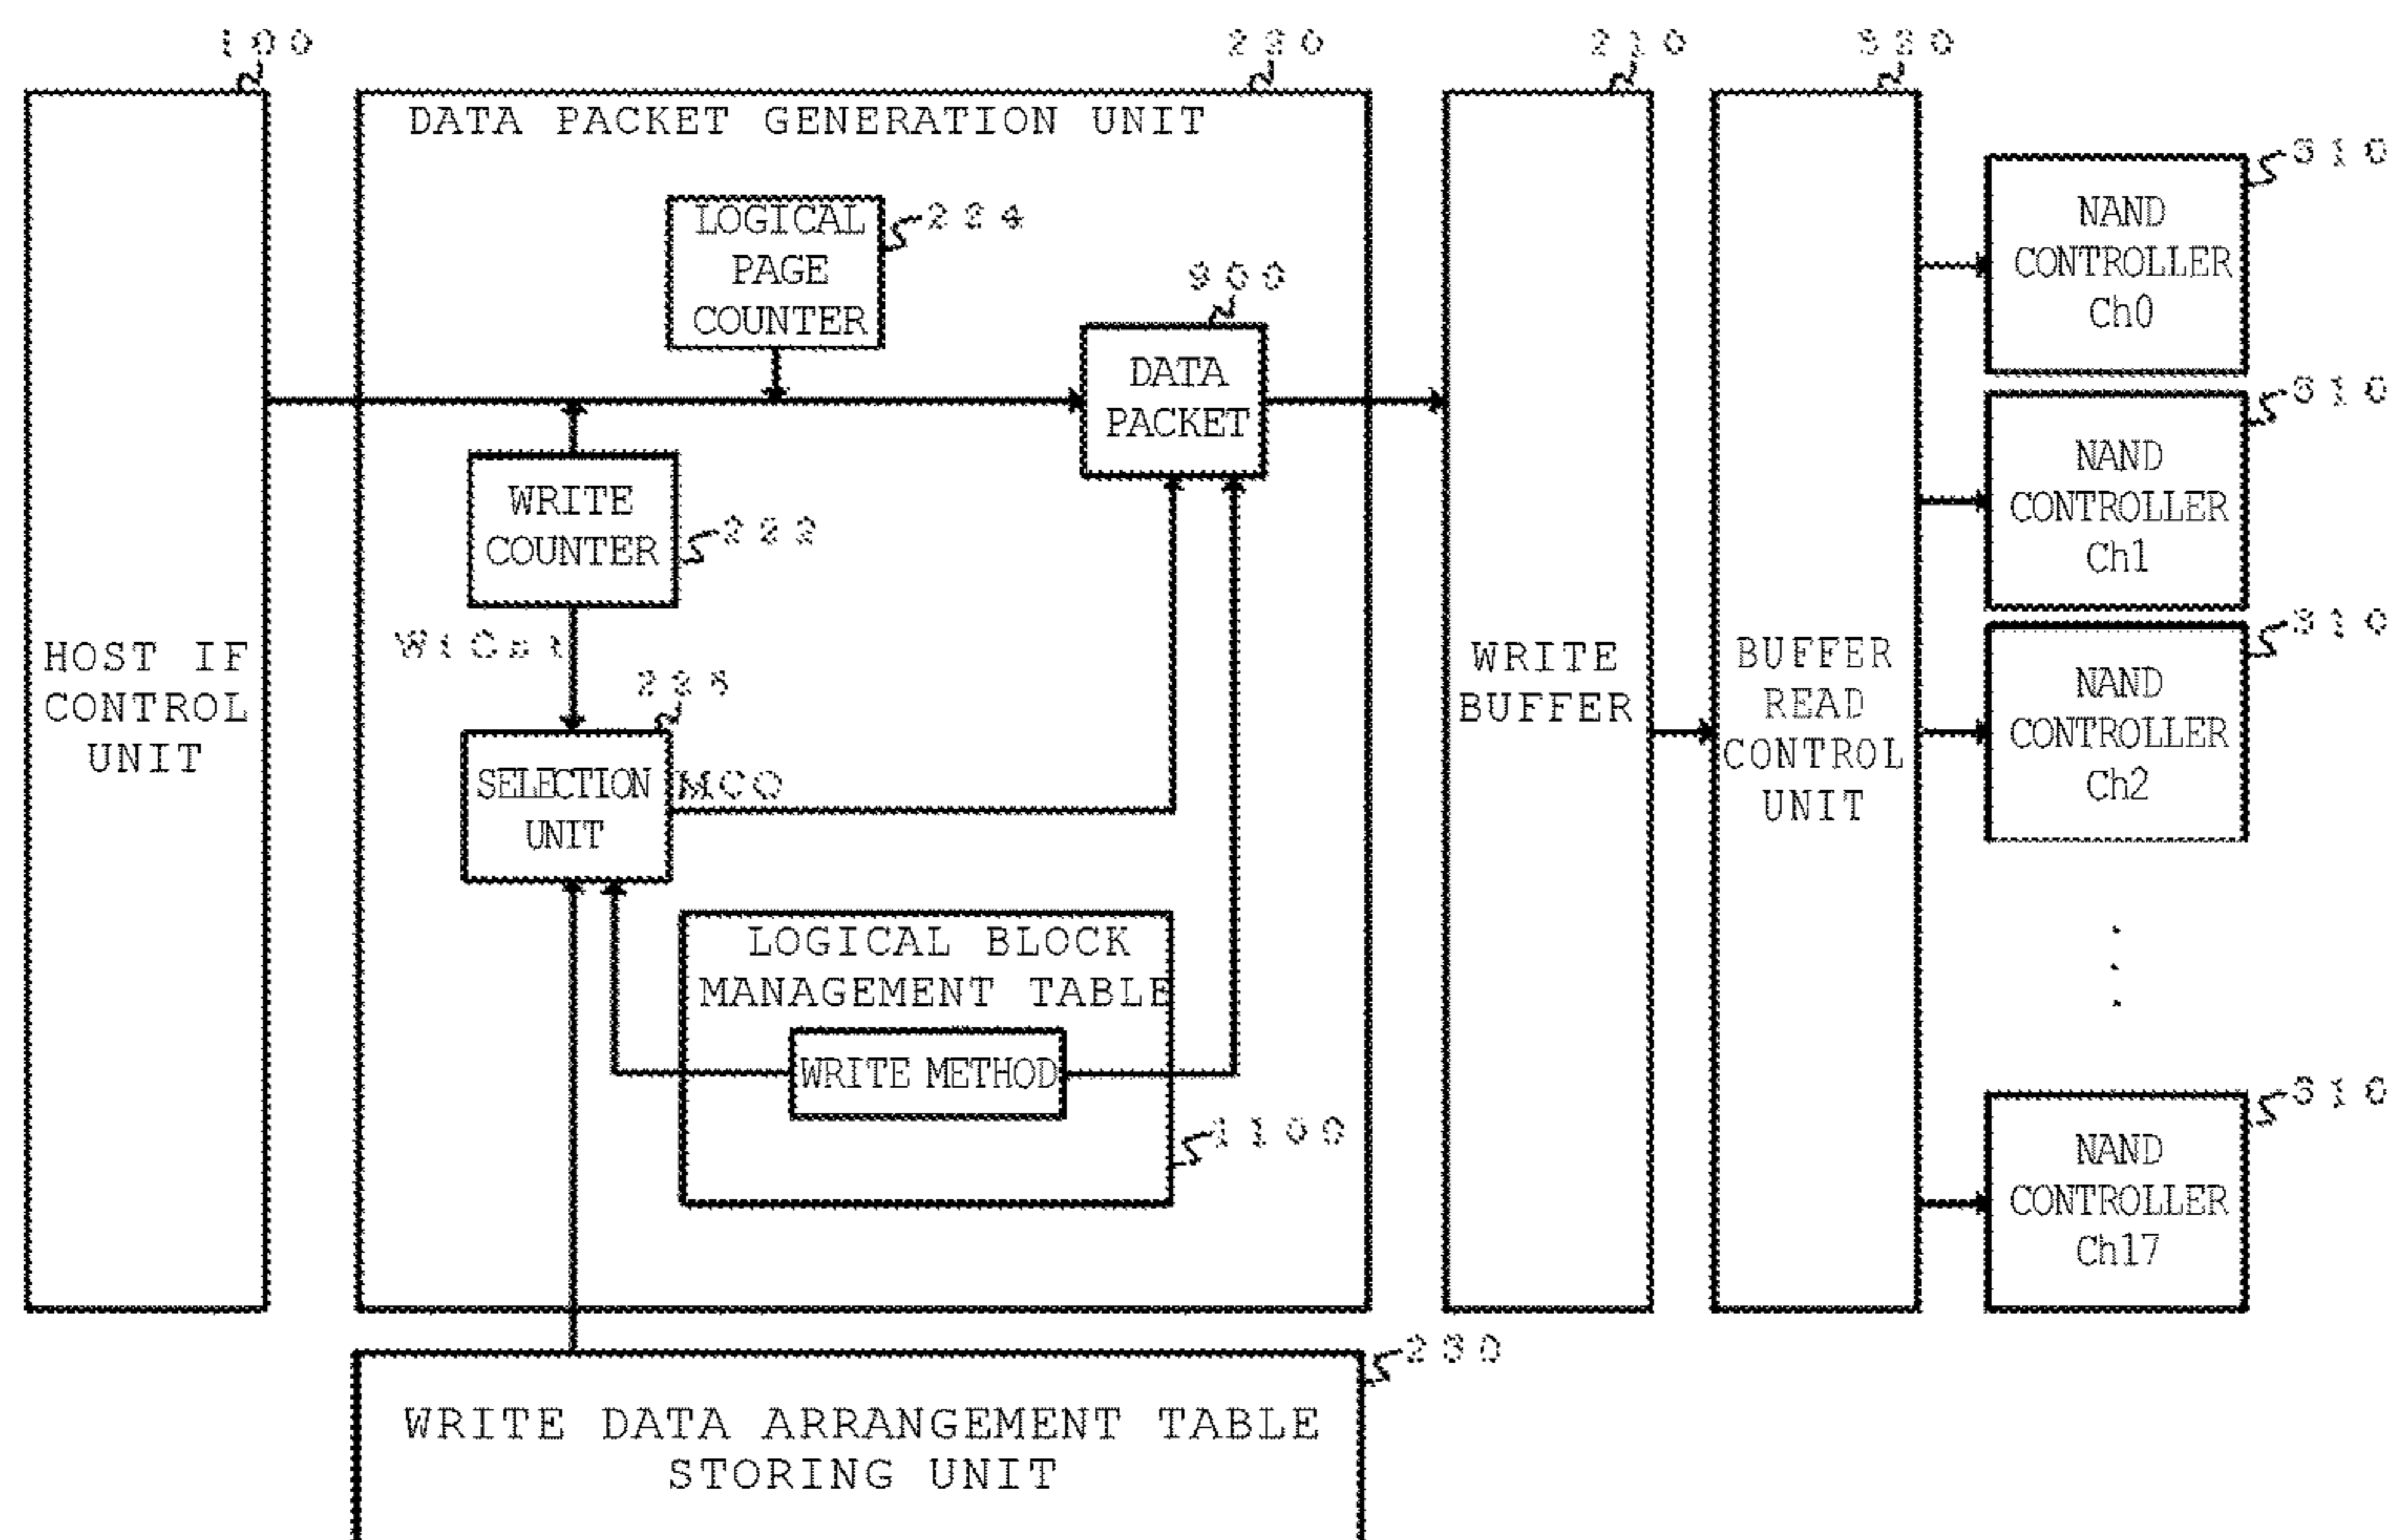 100
220
210
320
DATA PACKET GENERATION UNIT
LOGICAL
PAGE
COUNTER
224
900
DATA
PACKET
WRITE
COUNTER
222
HOST IF
CONTROL
UNIT
SELECTION
UNIT
MCO
LOGICAL BLOCK
MANAGEMENT TABLE
WRITE METHOD
1100
WRITE
BUFFER
BUFFER
READ
CONTROL
UNIT
310
NAND
CONTROLLER
Ch0
310
NAND
CONTROLLER
Ch1
310
NAND
CONTROLLER
Ch2
310
NAND
CONTROLLER
Ch17
230
WRITE DATA ARRANGEMENT TABLE
STORING UNIT